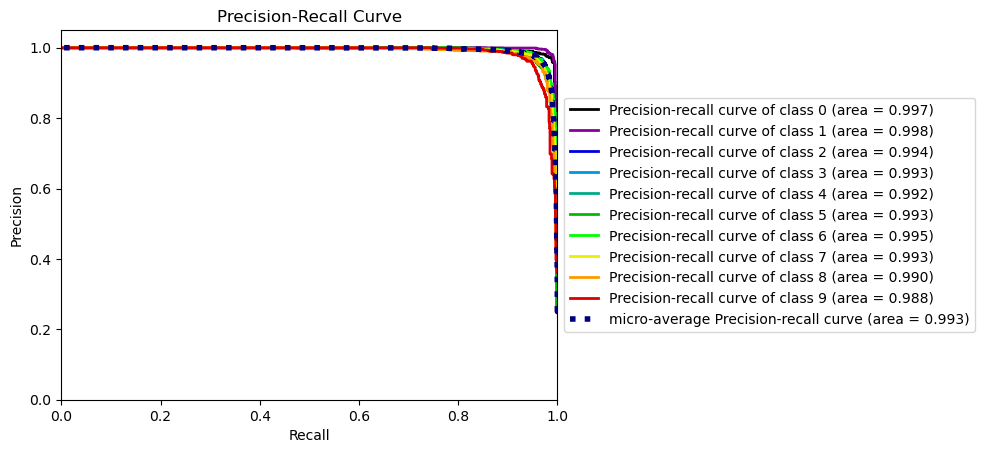 Precision-Recall Curve
1.0
0.8
0.6
0.4
0.2
0.0
Precision
0.0 0.2 0.4 0.6 0.8 1.0
Recall
Precision-recall curve of class 0 (area = 0.997)
Precision-recall curve of class 1 (area = 0.998)
Precision-recall curve of class 2 (area = 0.994)
Precision-recall curve of class 3 (area = 0.993)
Precision-recall curve of class 4 (area = 0.992)
Precision-recall curve of class 5 (area = 0.993)
Precision-recall curve of class 6 (area = 0.995)
Precision-recall curve of class 7 (area = 0.993)
Precision-recall curve of class 8 (area = 0.990)
Precision-recall curve of class 9 (area = 0.988)
micro-average Precision-recall curve (area = 0.993)